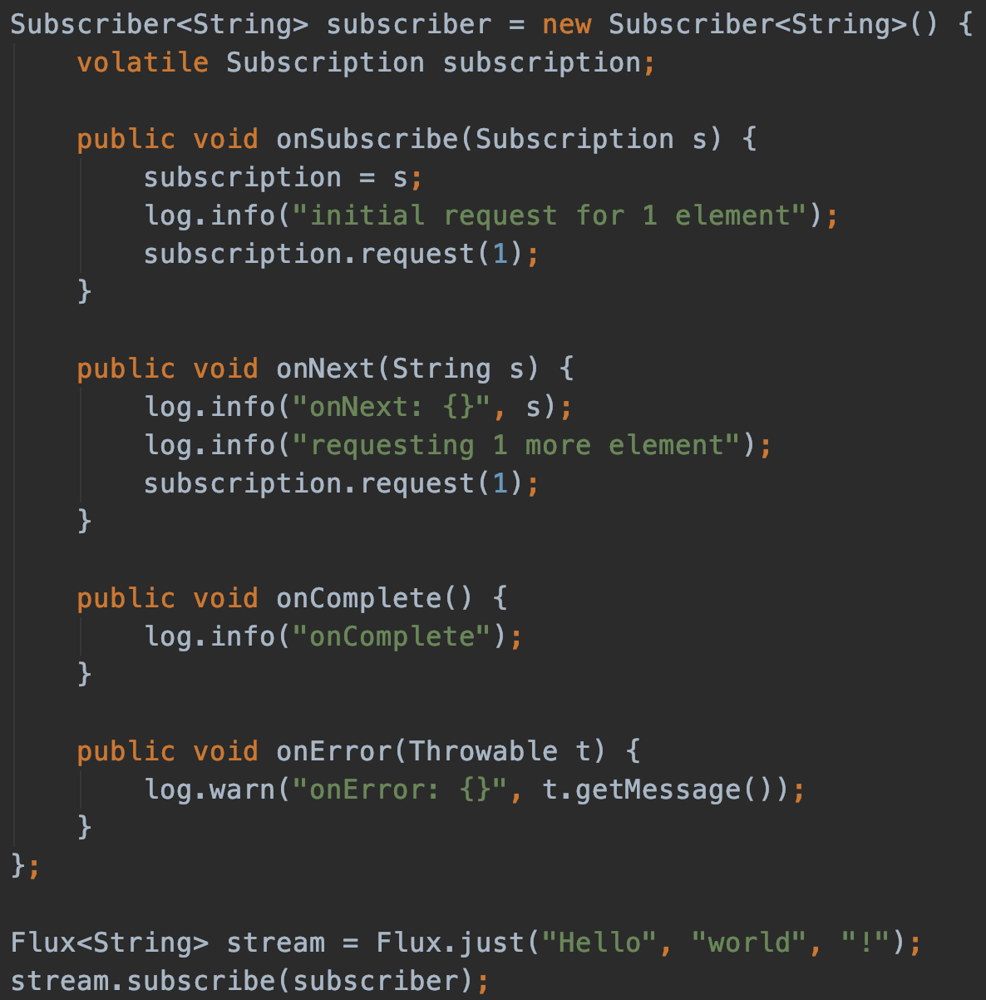 Subscriber<String> subscriber = new Subscriber<String>() {
    volatile Subscription subscription;

    public void onSubscribe(Subscription s) {
        subscription = s;
        log.info("initial request for 1 element");
        subscription.request(1);
    }

    public void onNext(String s) {
        log.info("onNext: {}", s);
        log.info("requesting 1 more element");
        subscription.request(1);
    }

    public void onComplete() {
        log.info("onComplete");
    }

    public void onError(Throwable t) {
        log.warn("onError: {}", t.getMessage());
    }
};

Flux<String> stream = Flux.just("Hello", "world", "!");
stream.subscribe(subscriber);